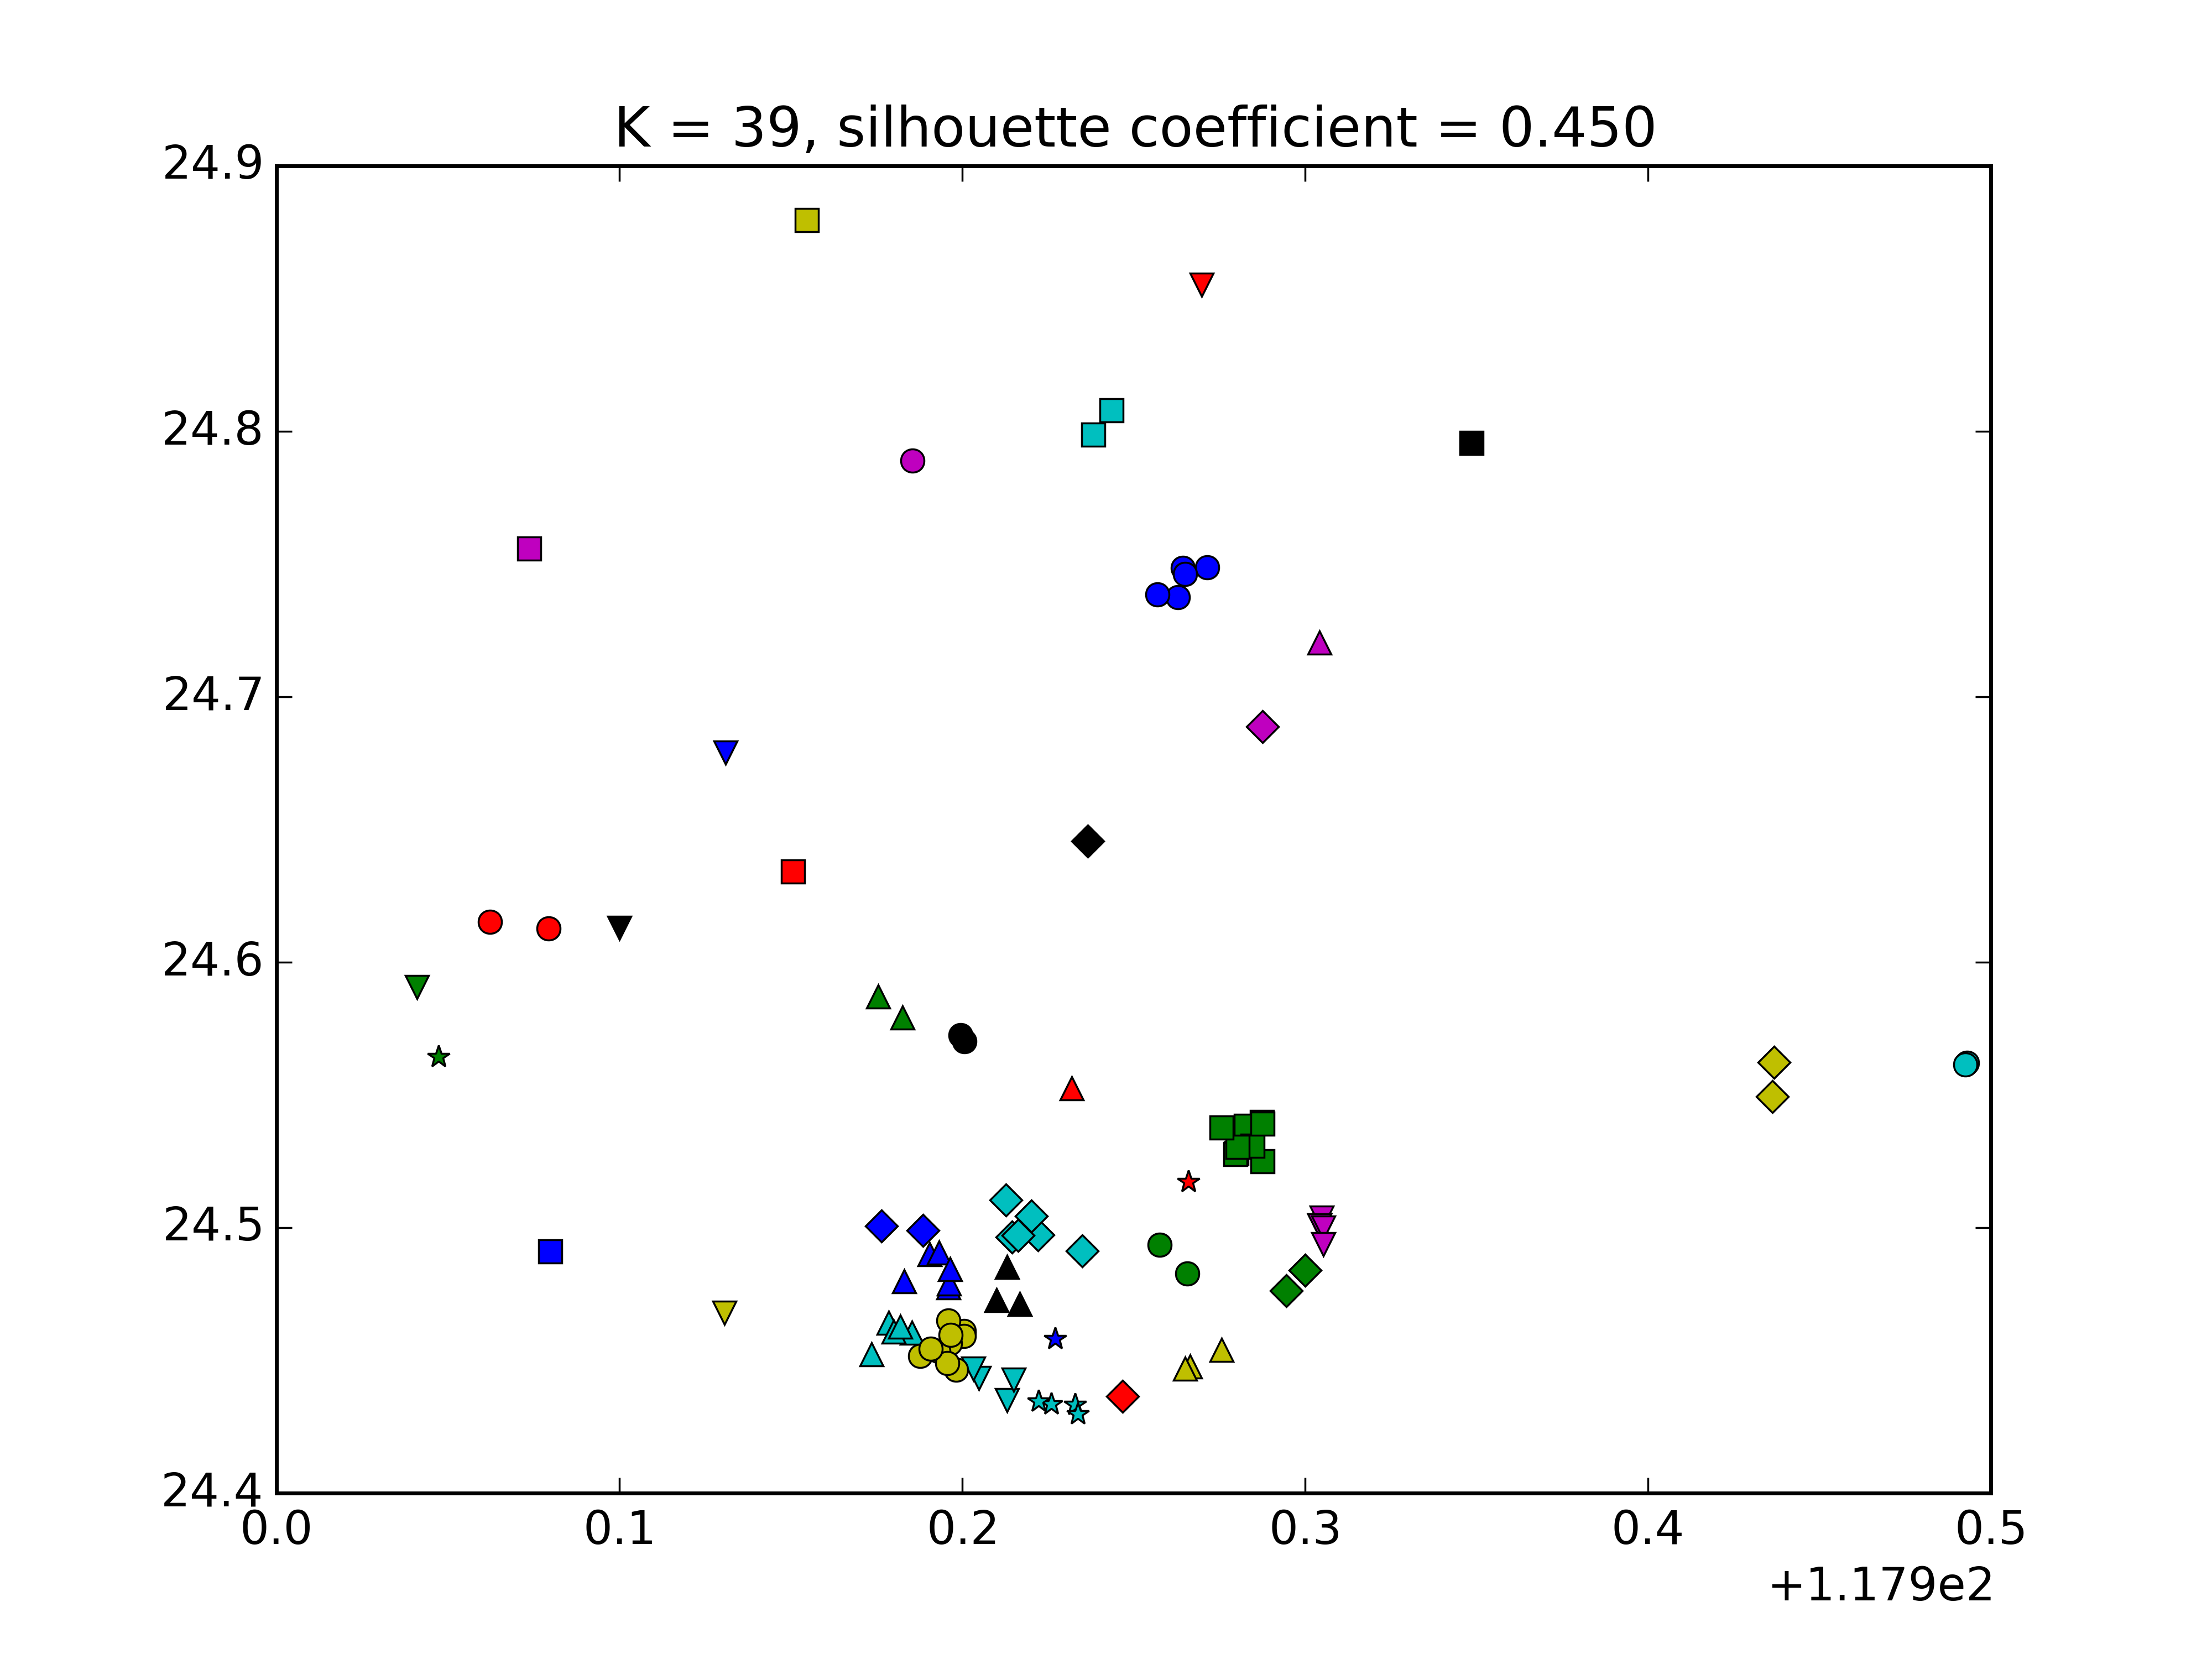 K = 39, silhouette coefficient = 0.450
24.9
24.8
24.7
24.6
24.5
24.4
0.0 0.1 0.2 0.3 0.4 0.5
+1.179e2